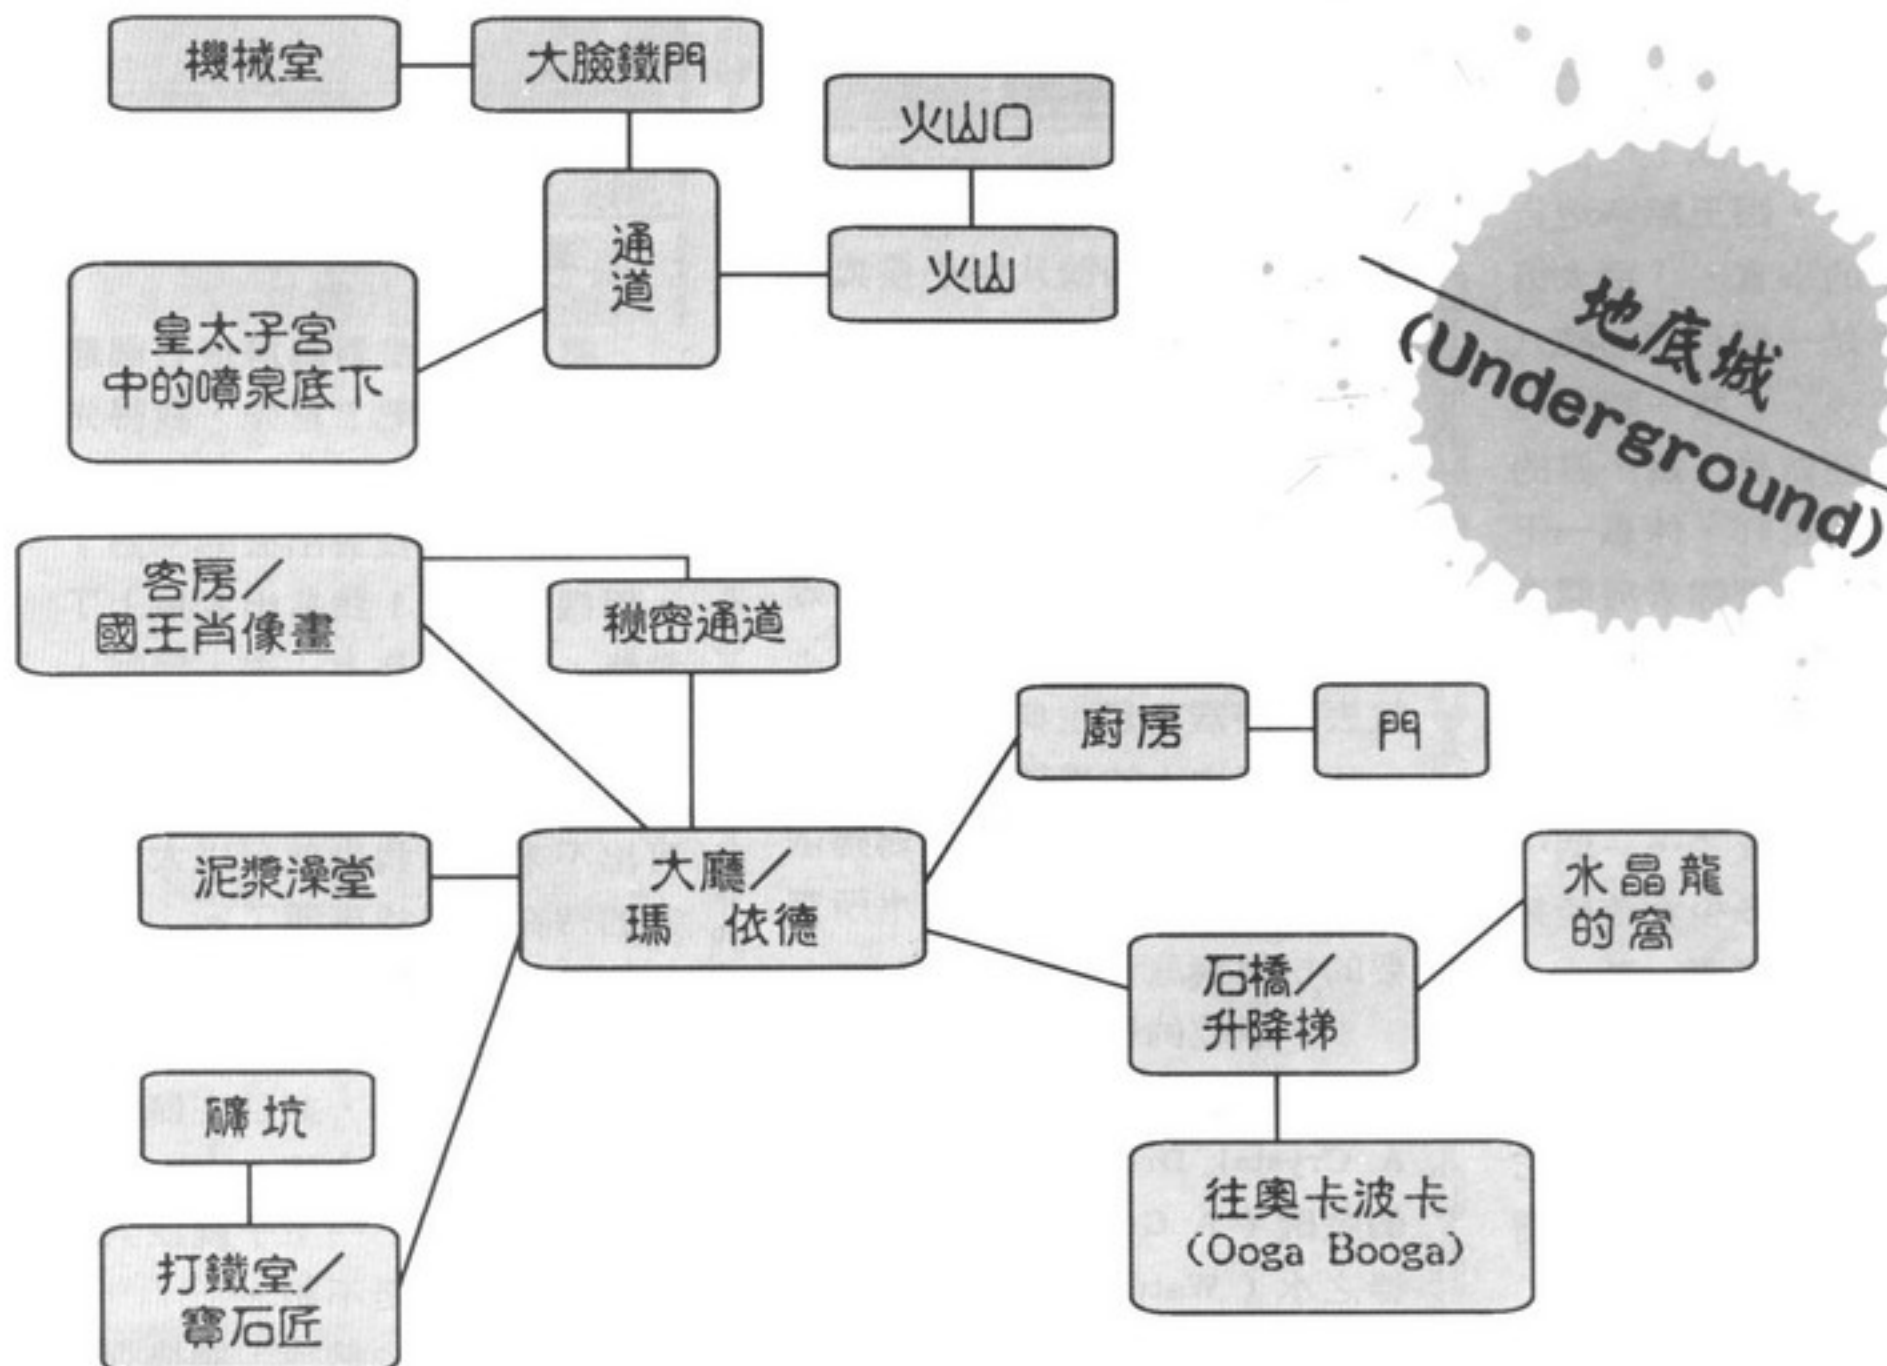 機械堂
大臉鐵門
火山口
通道
火山
皇太子宮
中的噴泉底下
地底城
(Underground)
客房／
國王肖像畫
秘密通道
廚房
門
泥漿澡堂
大廳／
瑪 依德
水晶龍
的窩
石橋／
升降梯
礦坑
往奧卡波卡
(Ooga Booga)
打鐵堂／
寶石匠